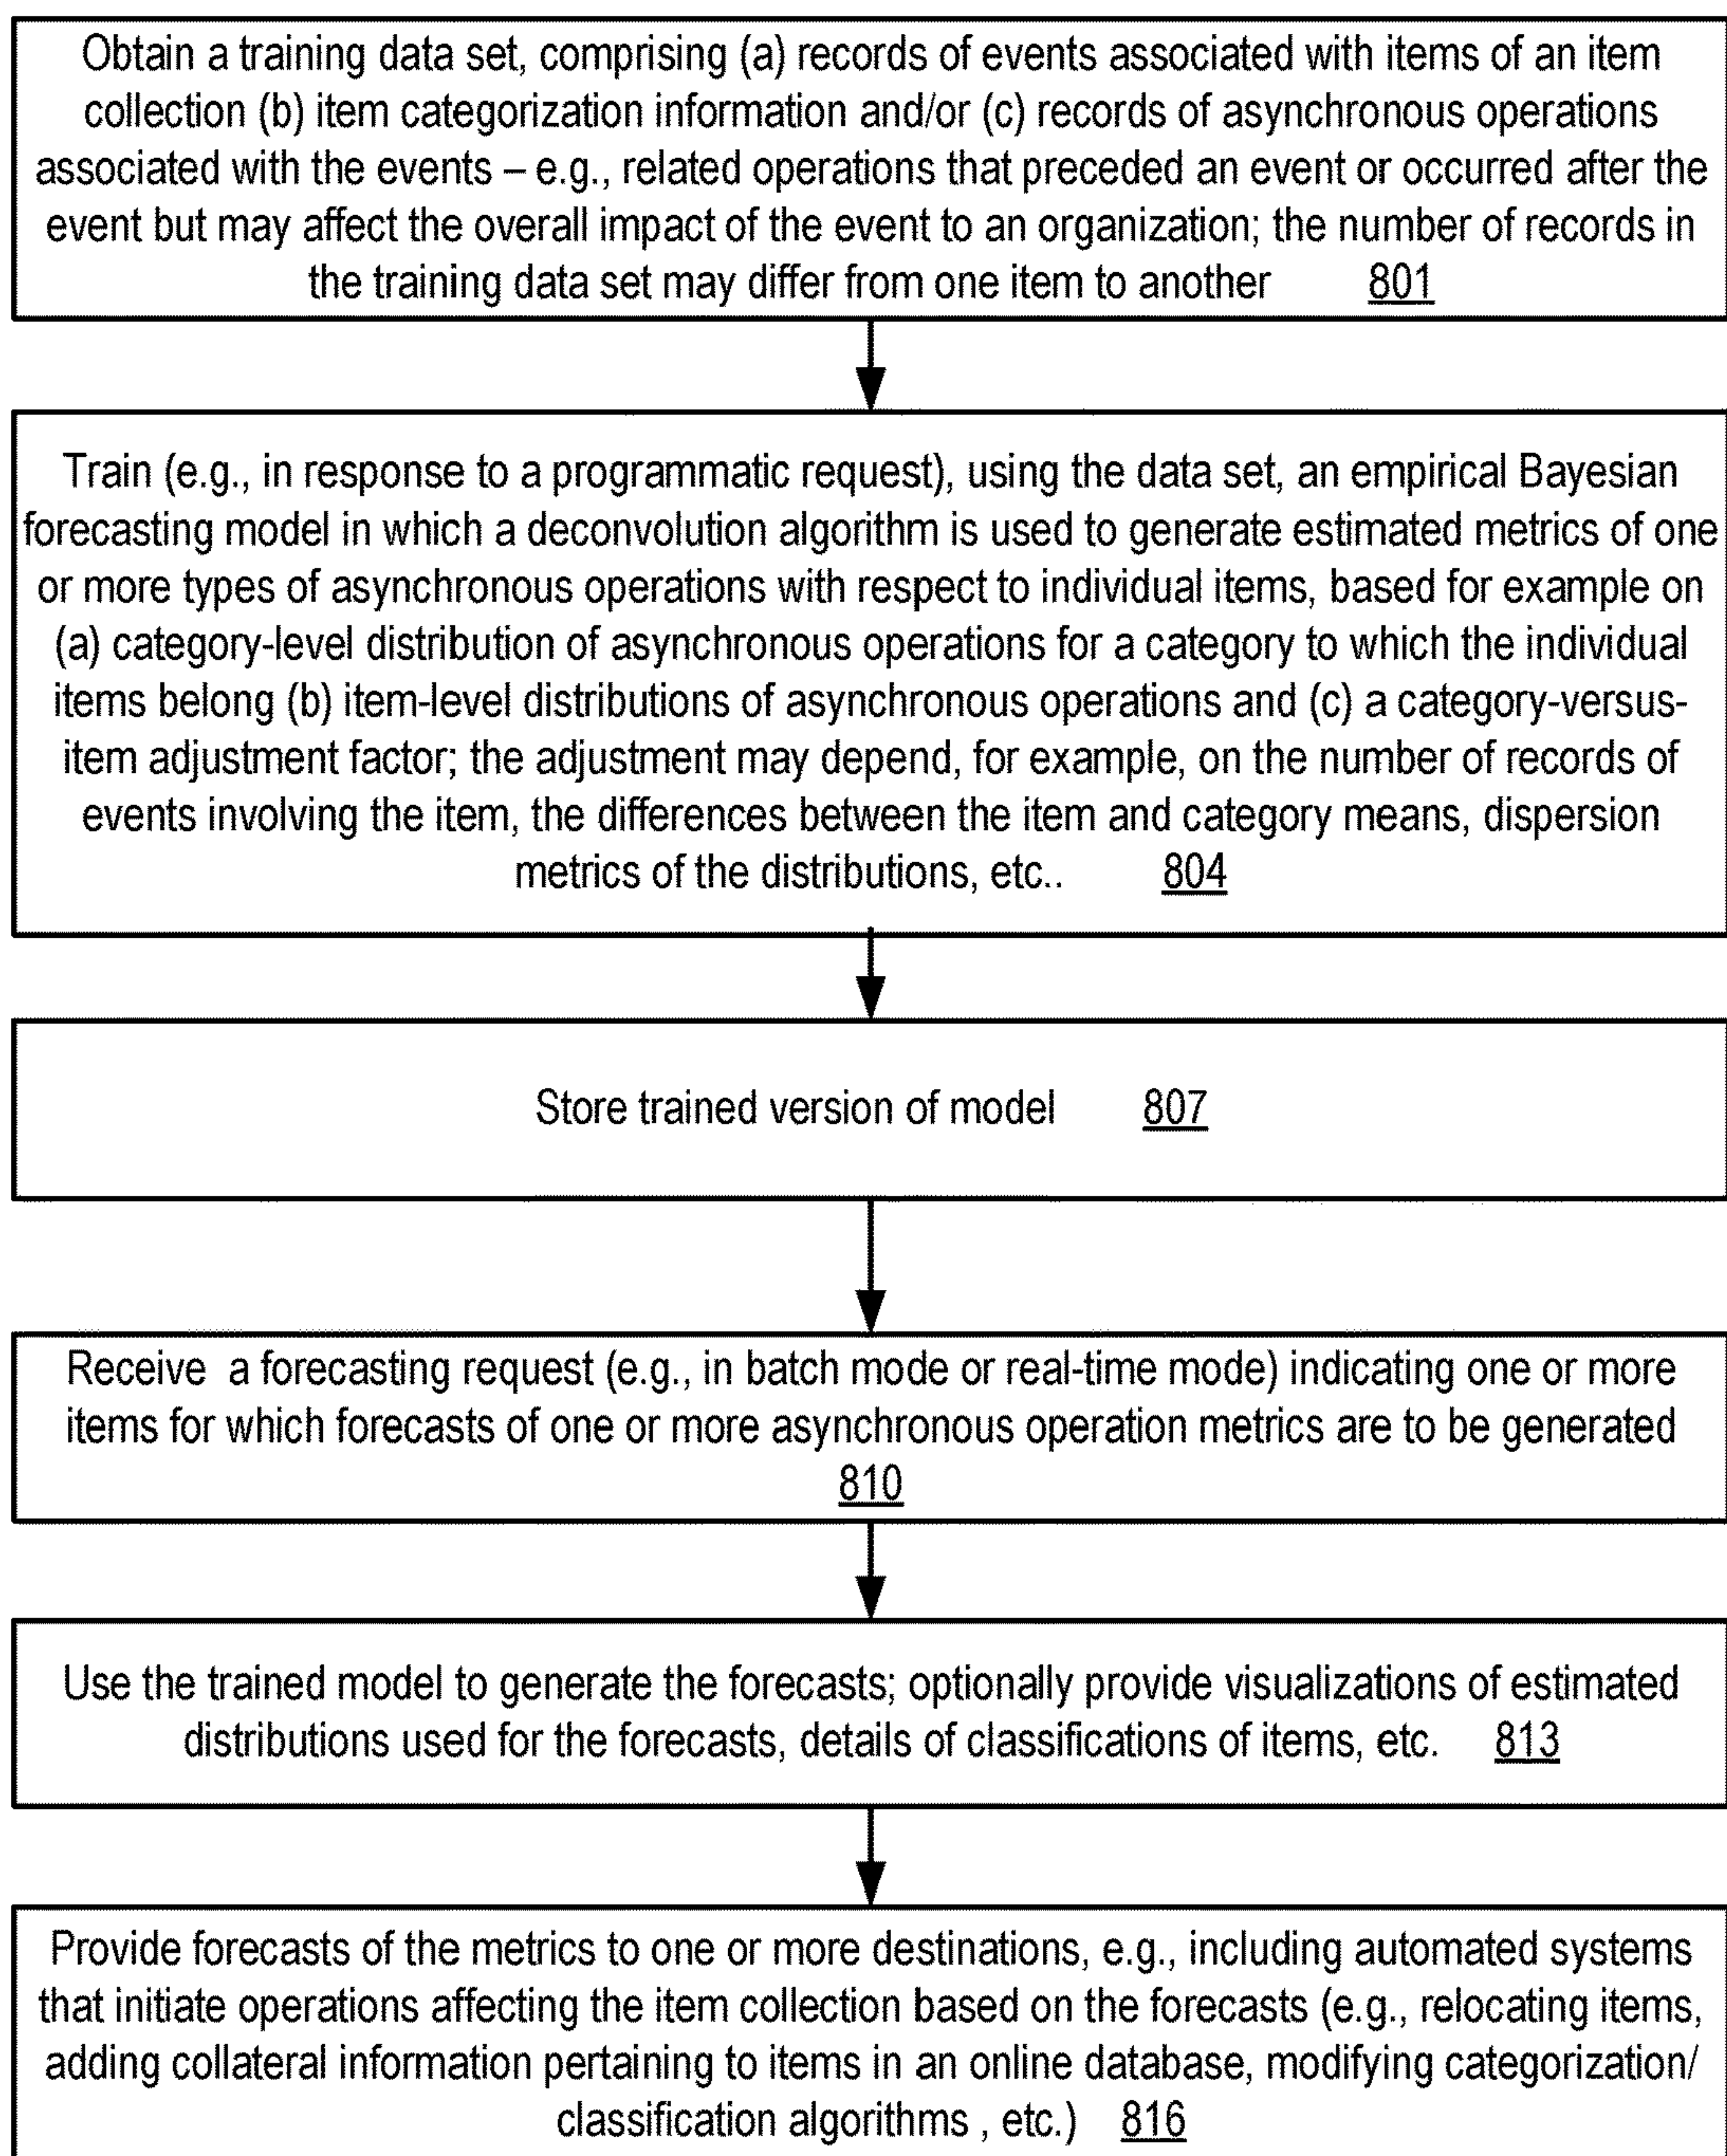 Obtain a training data set, comprising (a) records of events associated with items of an item
collection (b) item categorization information and/or (c) records of asynchronous operations
associated with the events – e.g., related operations that preceded an event or occurred after the
event but may affect the overall impact of the event to an organization; the number of records in
the training data set may differ from one item to another 801
Train (e.g., in response to a programmatic request), using the data set, an empirical Bayesian
forecasting model in which a deconvolution algorithm is used to generate estimated metrics of one
or more types of asynchronous operations with respect to individual items, based for example on
(a) category-level distribution of asynchronous operations for a category to which the individual
items belong (b) item-level distributions of asynchronous operations and (c) a category-versus-
item adjustment factor; the adjustment may depend, for example, on the number of records of
events involving the item, the differences between the item and category means, dispersion
metrics of the distributions, etc.. 804
Store trained version of model 807
Receive a forecasting request (e.g., in batch mode or real-time mode) indicating one or more
items for which forecasts of one or more asynchronous operation metrics are to be generated
810
Use the trained model to generate the forecasts; optionally provide visualizations of estimated
distributions used for the forecasts, details of classifications of items, etc. 813
Provide forecasts of the metrics to one or more destinations, e.g., including automated systems
that initiate operations affecting the item collection based on the forecasts (e.g., relocating items,
adding collateral information pertaining to items in an online database, modifying categorization/
classification algorithms , etc.) 816